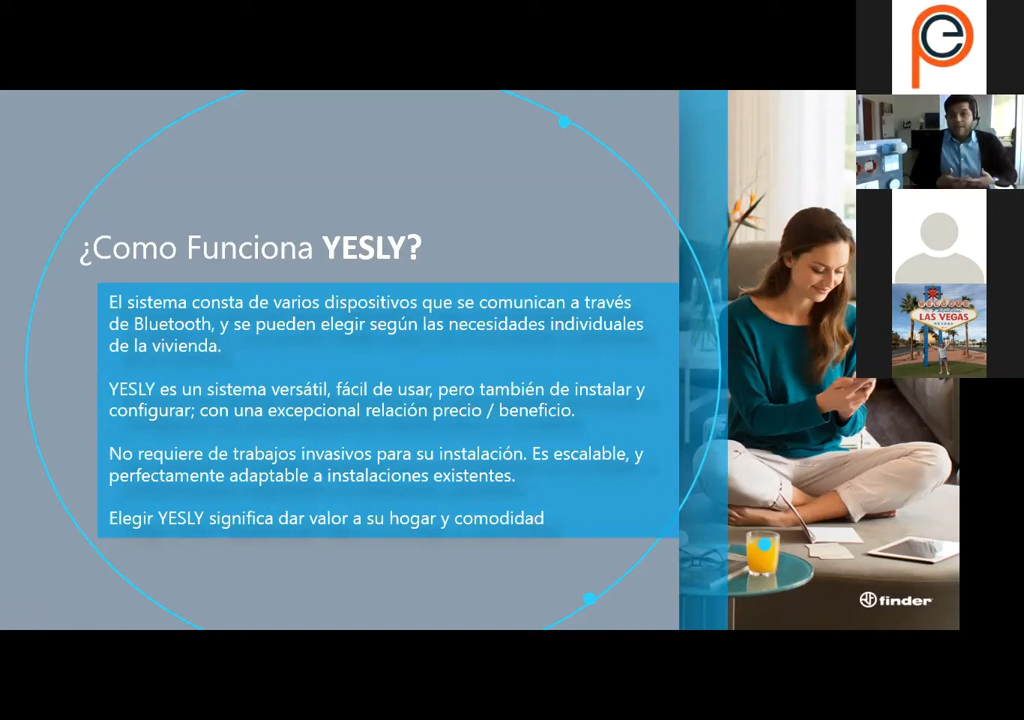 ¿Como Funciona YESLY?
El sistema consta de varios dispositivos que se comunican a través
de Bluetooth, y se pueden elegir según las necesidades individuales
de la vivienda.
YESLY es un sistema versátil, fácil de usar, pero también de instalar y
configurar; con una excepcional relación precio / beneficio.
No requiere de trabajos invasivos para su instalación. Es escalable, y
perfectamente adaptable a instalaciones existentes.
Elegir YESLY significa dar valor a su hogar y comodidad
finder
pe
WELCOME
LAS VEGAS
NEVADA